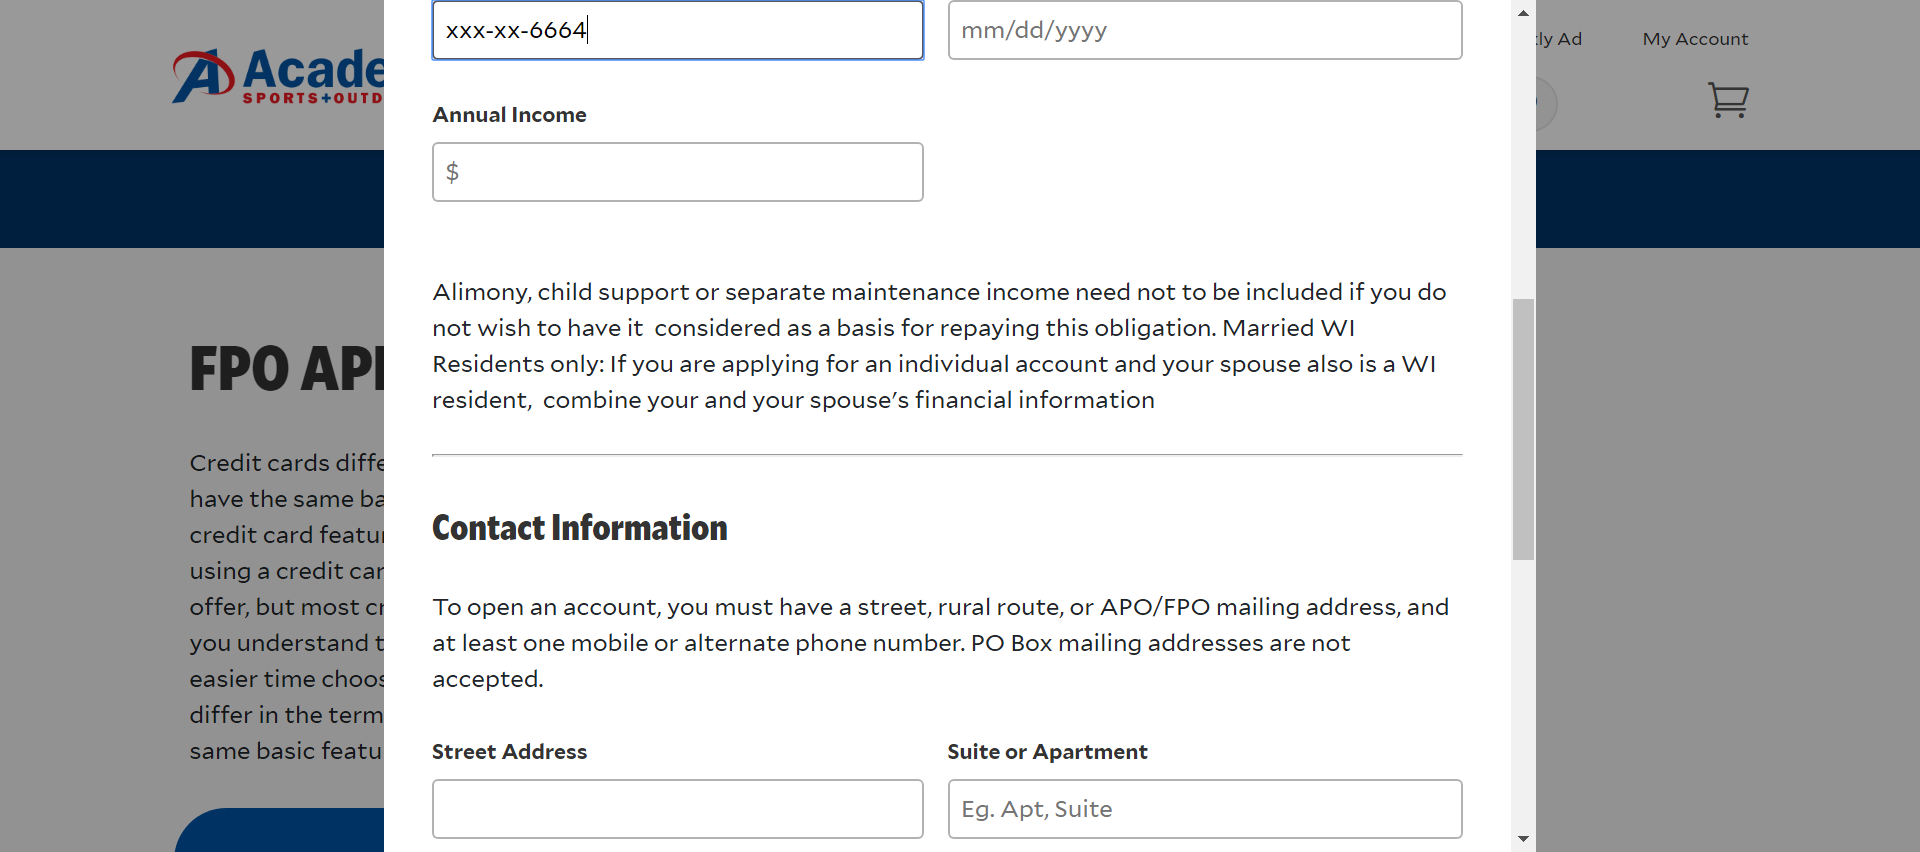 xxx-xx-6664
mm/dd/yyyy
ly Ad
My Account
Acade
SPORTS+OUTD
Annual Income
$
Alimony, child support or separate maintenance income need not to be included if you do
not wish to have it  considered as a basis for repaying this obligation. Married WI
Residents only: If you are applying for an individual account and your spouse also is a WI
resident,  combine your and your spouse's financial information
FPO AP
Credit cards diffe
have the same ba
credit card featu
using a credit car
offer, but most cr
you understand t
easier time choos
differ in the term
same basic featu
Contact Information
To open an account, you must have a street, rural route, or APO/FPO mailing address, and
at least one mobile or alternate phone number. PO Box mailing addresses are not
accepted.
Street Address
Suite or Apartment
Eg. Apt, Suite